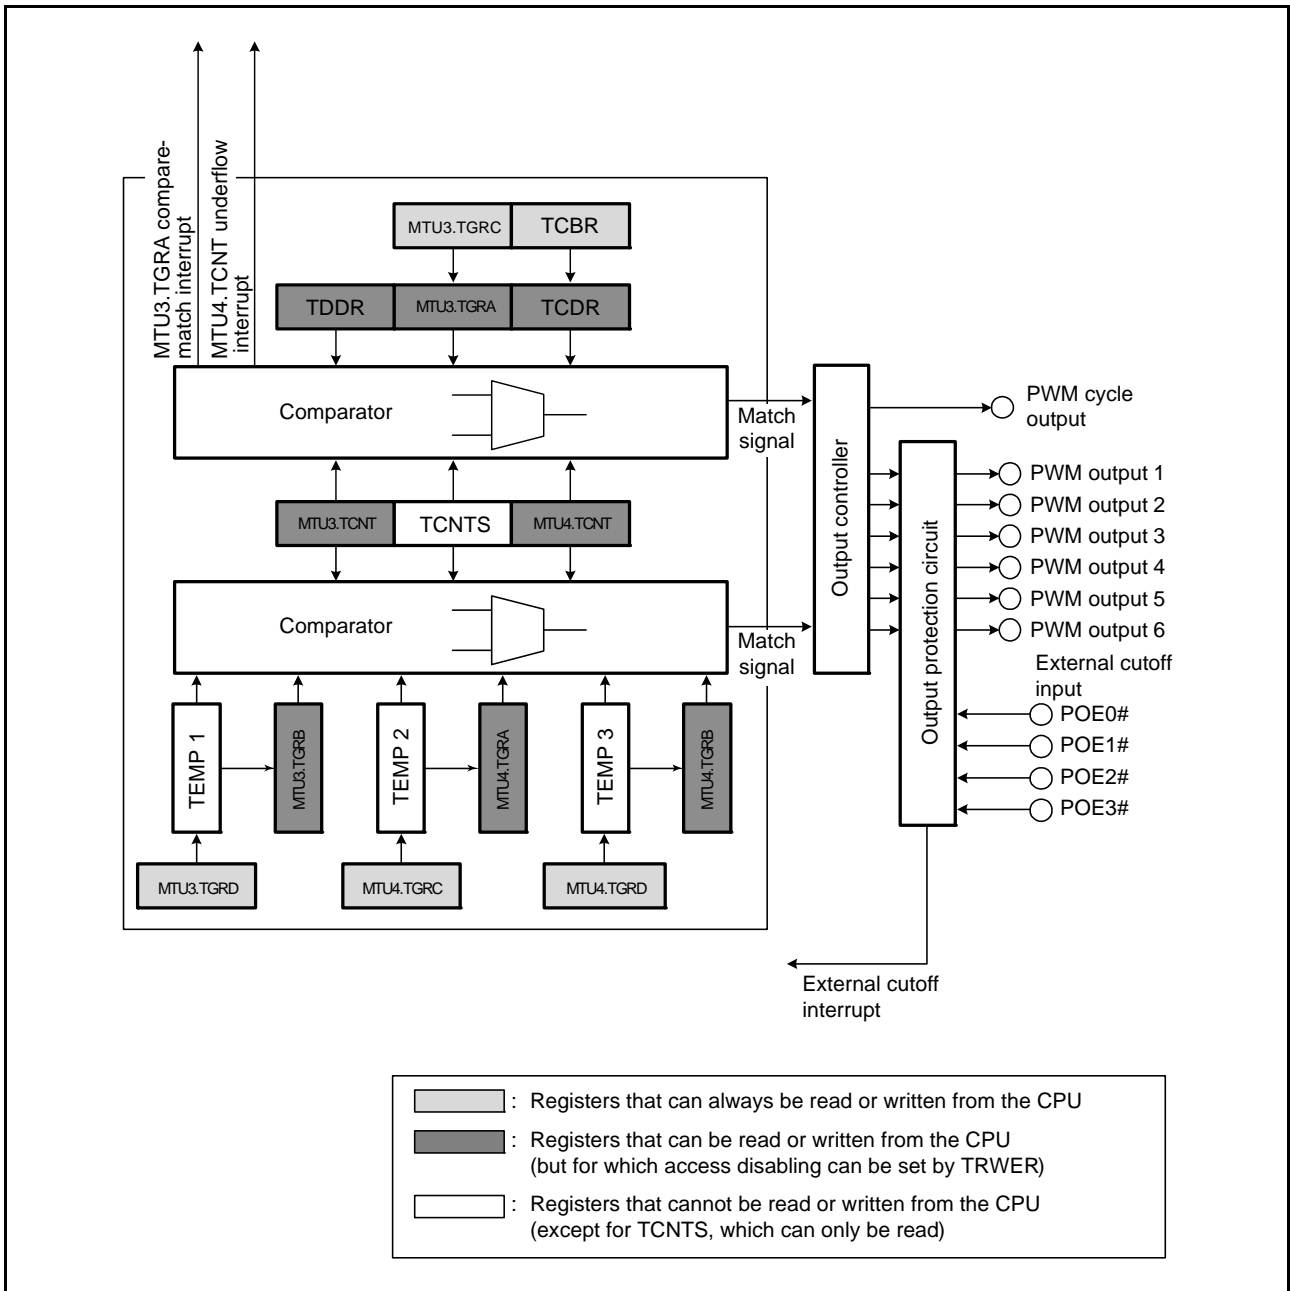 MTU3.TGRA compare-
match interrupt
MTU4.TCNT underflow
interrupt
MTU3.TGRC
TCBR
TDDR
MTU3.TGRA
TCDR
Comparator
Match
signal
MTU3.TCNT
TCNTS
MTU4.TCNT
Comparator
Match
signal
TEMP 1
MTU3.TGRB
TEMP 2
MTU4.TGRA
TEMP 3
MTU4.TGRB
MTU3.TGRD
MTU4.TGRC
MTU4.TGRD
Output controller
Output protection circuit
PWM cycle
output
PWM output 1
PWM output 2
PWM output 3
PWM output 4
PWM output 5
PWM output 6
External cutoff
input
POE0#
POE1#
POE2#
POE3#
External cutoff
interrupt
: Registers that can always be read or written from the CPU
: Registers that can be read or written from the CPU
(but for which access disabling can be set by TRWER)
: Registers that cannot be read or written from the CPU
(except for TCNTS, which can only be read)